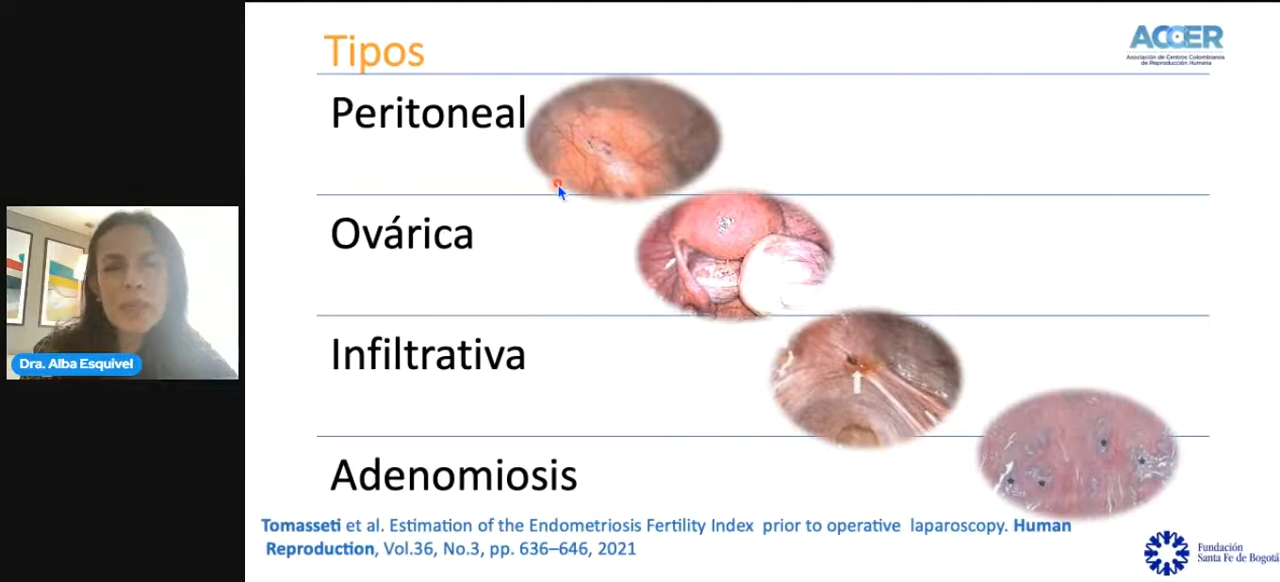 Tipos
ACCER
Asociación de Centros Colombianos
de Reproducción Humana
Peritoneal
Ovárica
Infiltrativa
Adenomiosis
Dra. Alba Esquivel
Tomasseti et al. Estimation of the Endometriosis Fertility Index prior to operative laparoscopy. Human
Reproduction, Vol.36, No.3, pp. 636–646, 2021
Fundación
Santa Fe de Bogotá